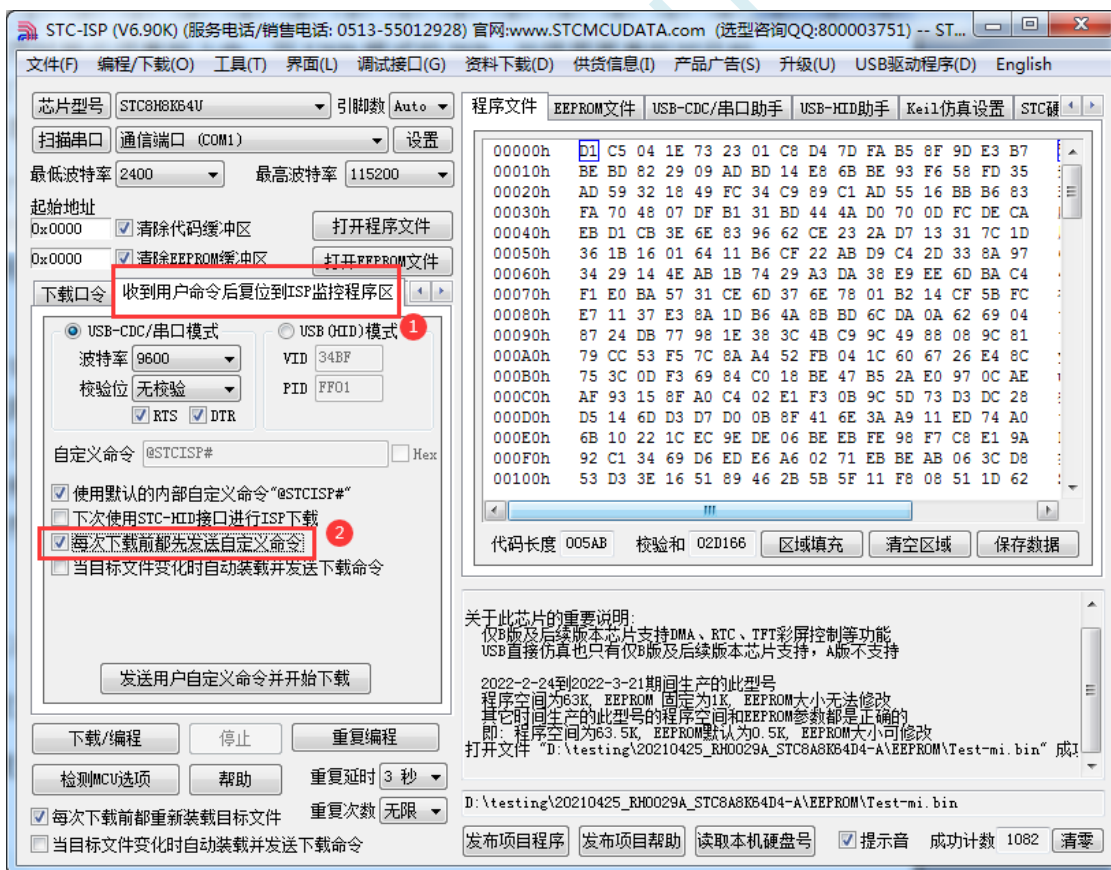 STC-ISP (V6.90K) (服务电话/销售电话: 0513-55012928) 官网:www.STCMCUDATA.com (选型咨询QQ:800003751) -- ST...
文件(F) 编程/下载(O) 工具(T) 界面(L) 调试接口(G) 资料下载(D) 供货信息(I) 产品广告(S) 升级(U) USB驱动程序(D) English
芯片型号 STC8H8K64U 引脚数 Auto
扫描串口 通信端口 (COM1) 设置
最低波特率 2400 最高波特率 115200
起始地址
0x0000 清除代码缓冲区 打开程序文件
0x0000 清除EEPROM缓冲区 打开EEPROM文件
下载口令 收到用户命令后复位到ISP监控程序区
1
USB-CDC/串口模式 USB(HID)模式
波特率 9600 VID 34BF
校验位 无校验 PID FF01
RTS DTR
自定义命令 @STCISP# Hex
使用默认的内部自定义命令"@STCISP#"
下次使用STC-HID接口进行ISP下载
每次下载前都先发送自定义命令 2
当目标文件变化时自动装载并发送下载命令
发送用户自定义命令并开始下载
下载/编程 停止 重复编程
检测MCU选项 帮助 重复延时 3 秒
每次下载前都重新装载目标文件 重复次数 无限
当目标文件变化时自动装载并发送下载命令
程序文件 EEPROM文件 USB-CDC/串口助手 USB-HID助手 Keil仿真设置 STC硬
00000h D1 C5 04 1E 73 23 01 C8 D4 7D FA B5 8F 9D E3 B7
00010h BE BD 82 29 09 AD BD 14 E8 6B BE 93 F6 58 FD 35
00020h AD 59 32 18 49 FC 34 C9 89 C1 AD 55 16 BB B6 83
00030h FA 70 48 07 DF B1 31 BD 44 4A D0 70 0D FC DE CA
00040h EB D1 CB 3E 6E 83 96 62 CE 23 2A D7 13 31 7C 1D
00050h 36 1B 16 01 64 11 B6 CF 22 AB D9 C4 2D 33 8A 97
00060h 34 29 14 4E AB 1B 74 29 A3 DA 38 E9 EE 6D BA C4
00070h F1 E0 BA 57 31 CE 6D 37 6E 78 01 B2 14 CF 5B FC
00080h E7 11 37 E3 8A 1D B6 4A 8B BD 6C DA 0A 62 69 04
00090h 87 24 DB 77 98 1E 38 3C 4B C9 9C 49 88 08 9C 81
000A0h 79 CC 53 F5 7C 8A A4 52 FB 04 1C 60 67 26 E4 8C
000B0h 75 3C 0D F3 69 84 C0 18 BE 47 B5 2A E0 97 0C AE
000C0h AF 93 15 8F A0 C4 02 E1 F3 0B 9C 5D 73 D3 DC 28
000D0h D5 14 6D D3 D7 D0 0B 8F 41 6E 3A A9 11 ED 74 A0
000E0h 6B 10 22 1C EC 9E DE 06 BE EB FE 98 F7 C8 E1 9A
000F0h 92 C1 34 69 D6 ED E6 A6 02 71 EB BE AB 06 3C D8
00100h 53 D3 3E 16 51 89 46 2B 5B 5F 11 F8 08 51 1D 62
代码长度 005AB 校验和 02D166 区域填充 清空区域 保存数据
关于此芯片的重要说明:
仅B版及后续版本芯片支持DMA、RTC、TFT彩屏控制等功能
USB直接仿真也只有仅B版及后续版本芯片支持，A版不支持
2022-2-24到2022-3-21期间生产的此型号
程序空间为63K, EEPROM 固定为1K, EEPROM大小无法修改
其它时间生产的此型号的程序空间和EEPROM参数都是正确的
即: 程序空间为63.5K, EEPROM默认为0.5K, EEPROM大小可修改
打开文件 "D:\testing\20210425_RH0029A_STC8A8K64D4-A\EEPROM\Test-mi.bin" 成
D:\testing\20210425_RH0029A_STC8A8K64D4-A\EEPROM\Test-mi.bin
发布项目程序 发布项目帮助 读取本机硬盘号 提示音 成功计数 1082 清零